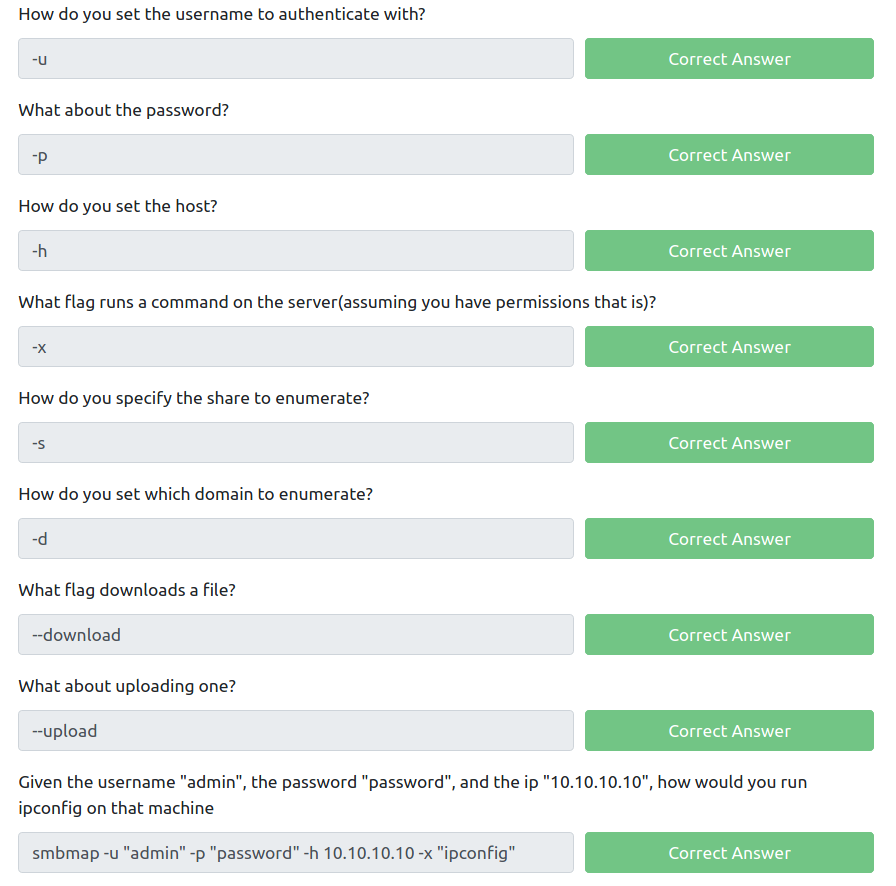 How do you set the username to authenticate with?
-u Correct Answer
What about the password?
-p Correct Answer
How do you set the host?
-h Correct Answer
What flag runs a command on the server(assuming you have permissions that is)?
-x Correct Answer
How do you specify the share to enumerate?
-s Correct Answer
How do you set which domain to enumerate?
-d Correct Answer
What flag downloads a file?
--download Correct Answer
What about uploading one?
--upload Correct Answer
Given the username "admin", the password "password", and the ip "10.10.10.10", how would you run
ipconfig on that machine
smbmap -u "admin" -p "password" -h 10.10.10.10 -x "ipconfig" Correct Answer